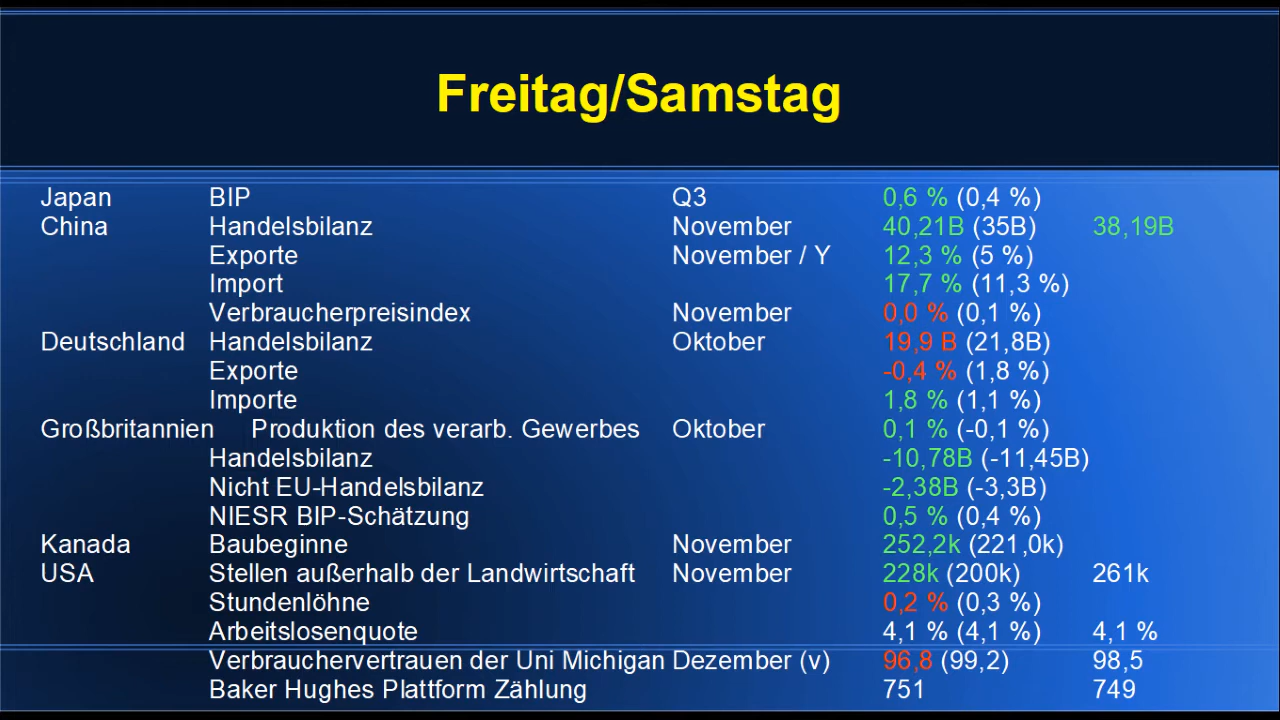 Freitag/Samstag
Japan BIP Q3 0,6 % (0,4 %)
China Handelsbilanz November 40,21B (35B) 38,19B
Exporte November / Y 12,3 % (5 %)
Import 17,7 % (11,3 %)
Verbraucherpreisindex November 0,0 % (0,1 %)
Deutschland Handelsbilanz Oktober 19,9 B (21,8B)
Exporte -0,4 % (1,8 %)
Importe 1,8 % (1,1 %)
Großbritannien Produktion des verarb. Gewerbes Oktober 0,1 % (-0,1 %)
Handelsbilanz -10,78B (-11,45B)
Nicht EU-Handelsbilanz -2,38B (-3,3B)
NIESR BIP-Schätzung 0,5 % (0,4 %)
Kanada Baubeginne November 252,2k (221,0k)
USA Stellen außerhalb der Landwirtschaft November 228k (200k) 261k
Stundenlöhne 0,2 % (0,3 %)
Arbeitslosenquote 4,1 % (4,1 %) 4,1 %
Verbrauchervertrauen der Uni Michigan Dezember (v) 96,8 (99,2) 98,5
Baker Hughes Plattform Zählung 751 749